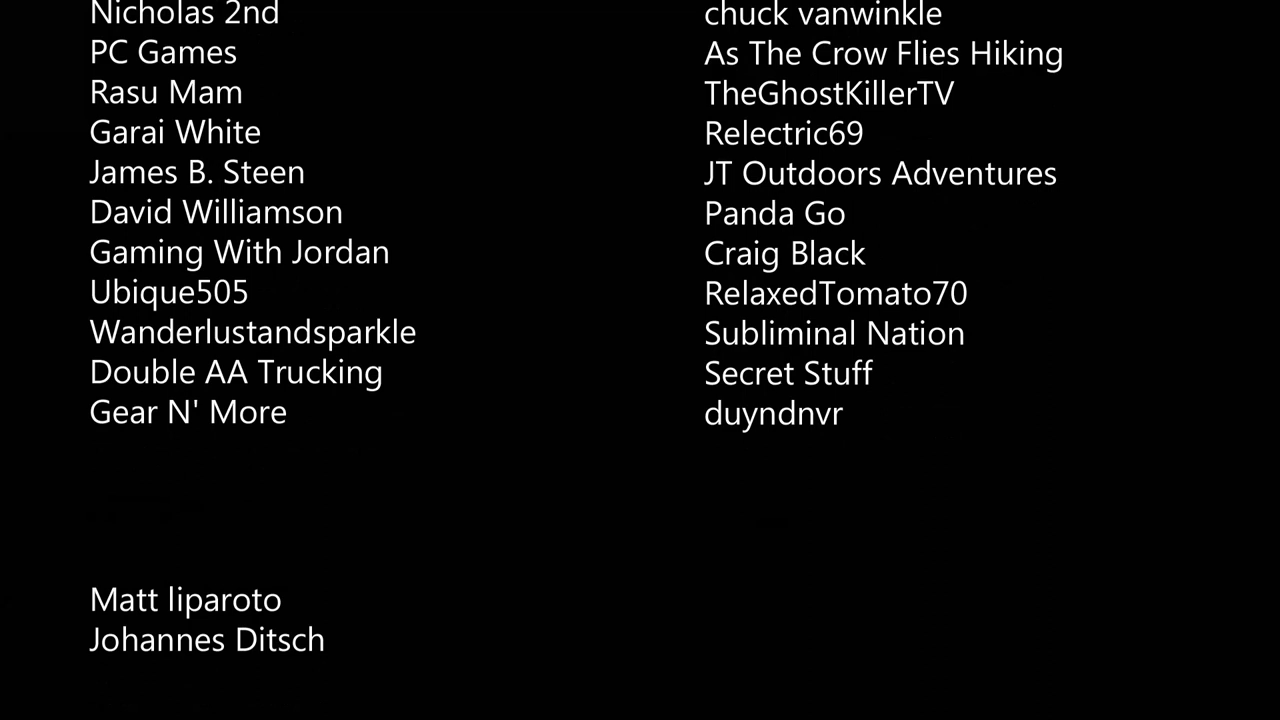 Nicholas 2nd
PC Games
Rasu Mam
Garai White
James B. Steen
David Williamson
Gaming With Jordan
Ubique505
Wanderlustandsparkle
Double AA Trucking
Gear N' More
chuck vanwinkle
As The Crow Flies Hiking
TheGhostKillerTV
Relectric69
JT Outdoors Adventures
Panda Go
Craig Black
RelaxedTomato70
Subliminal Nation
Secret Stuff
duyndnvr
Matt liparoto
Johannes Ditsch